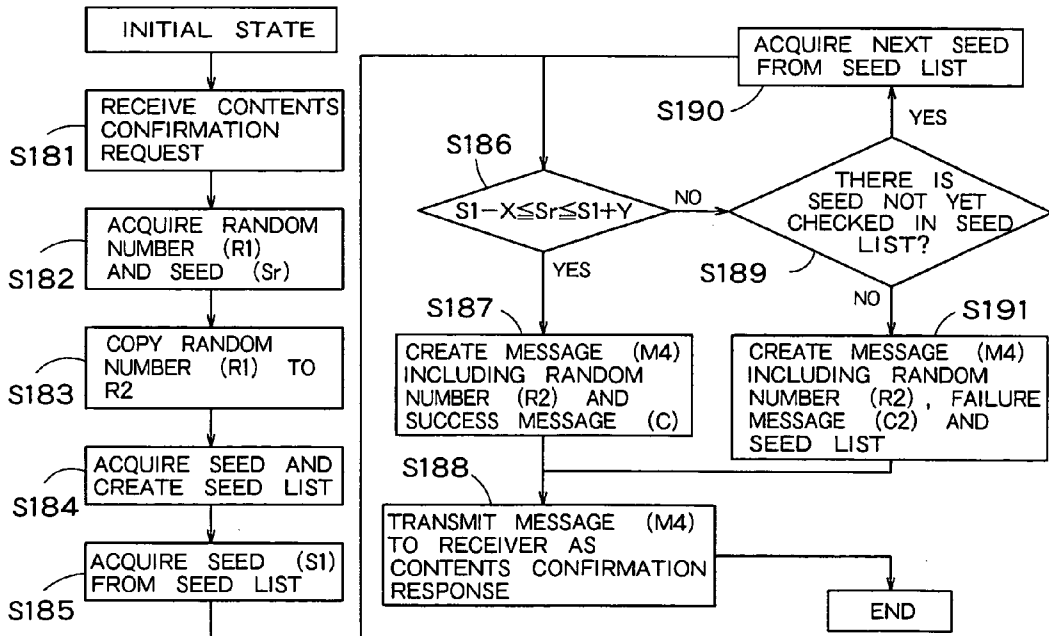 INITIAL STATE
S181
RECEIVE CONTENTS
CONFIRMATION
REQUEST
S182
ACQUIRE RANDOM
NUMBER (R1)
AND SEED (Sr)
S183
COPY RANDOM
NUMBER (R1) TO
R2
S184
ACQUIRE SEED AND
CREATE SEED LIST
S185
ACQUIRE SEED (S1)
FROM SEED LIST
S186
S1-X≦Sr≦S1+Y
NO
YES
S187
CREATE MESSAGE (M4)
INCLUDING RANDOM
NUMBER (R2) AND
SUCCESS MESSAGE (C)
S188
TRANSMIT MESSAGE (M4)
TO RECEIVER AS
CONTENTS CONFIRMATION
RESPONSE
ACQUIRE NEXT SEED
FROM SEED LIST
S190
YES
THERE IS
SEED NOT YET
CHECKED IN SEED
LIST?
S189
NO
S191
CREATE MESSAGE (M4)
INCLUDING RANDOM
NUMBER (R2), FAILURE
MESSAGE (C2) AND
SEED LIST
END